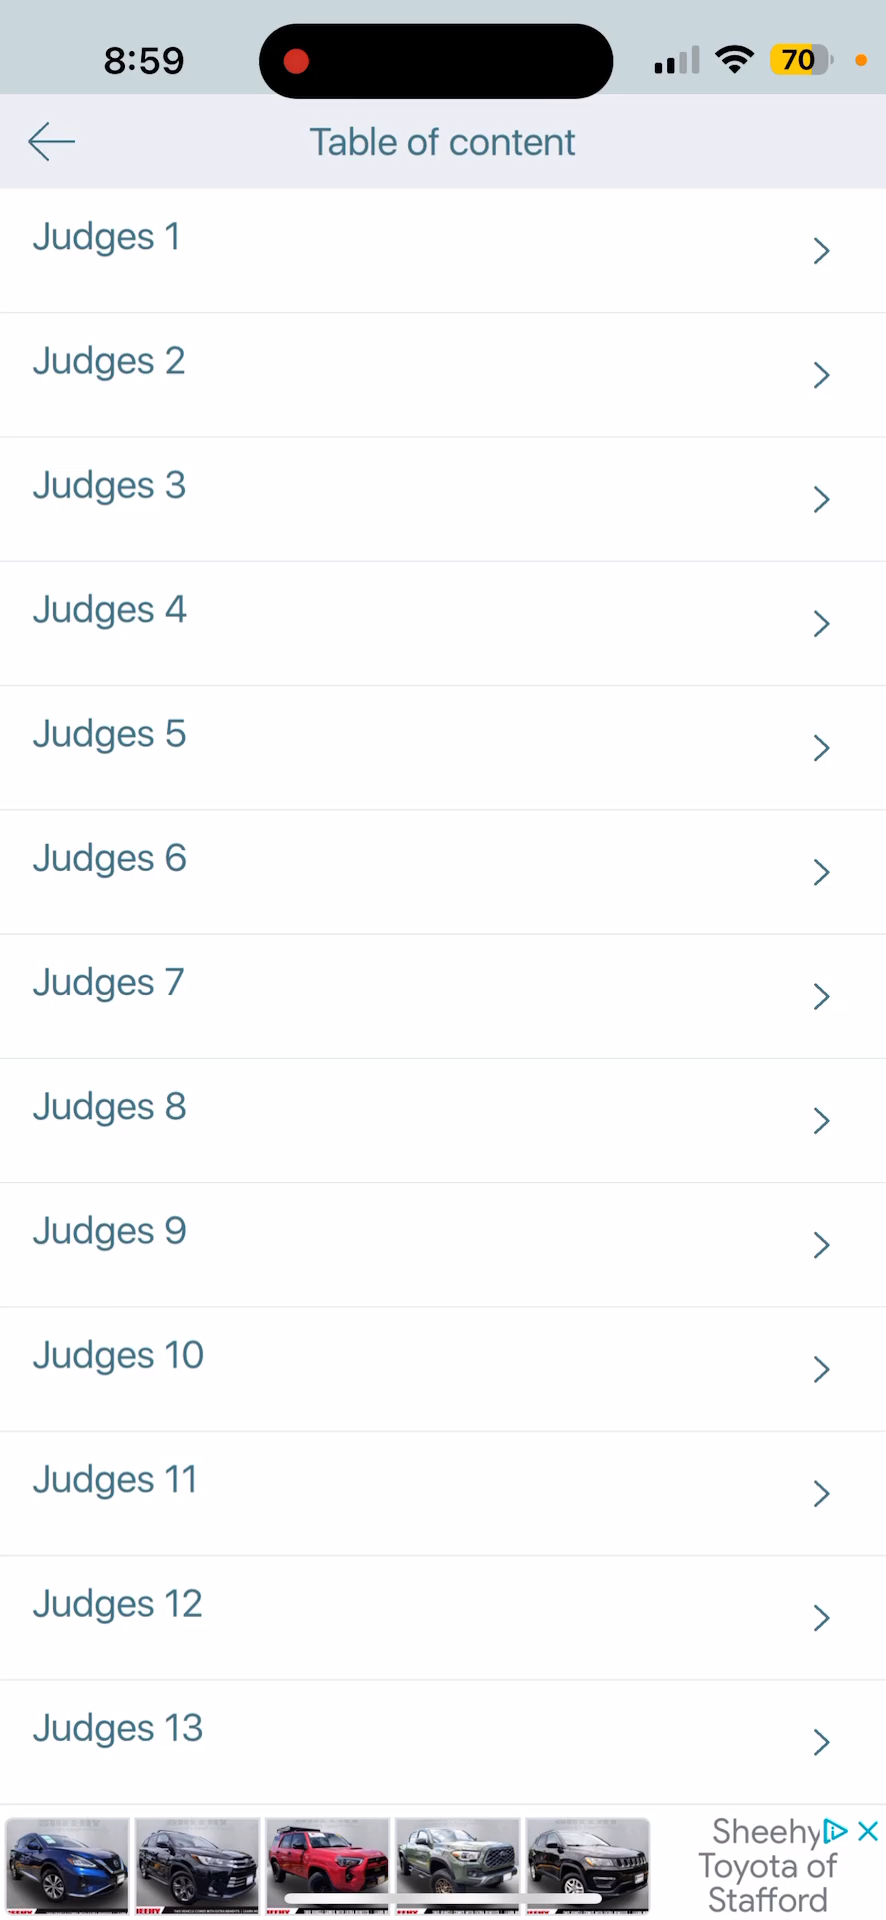 8:59
70
Table of content
Judges 1
Judges 2
Judges 3
Judges 4
Judges 5
Judges 6
Judges 7
Judges 8
Judges 9
Judges 10
Judges 11
Judges 12
Judges 13
Sheehy
Toyota of
Stafford